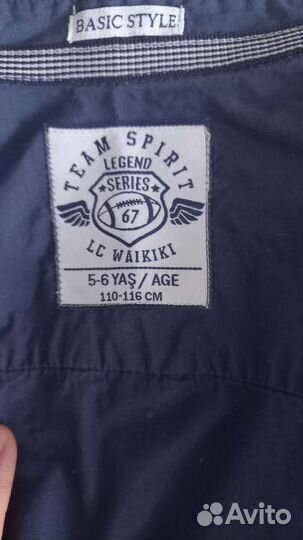 BASIC STYLE
TEAM SPIRIT
LEGEND
SERIES
67
LC WAIKIKI
5-6 YAŞ / AGE
110-116 CM
Avito